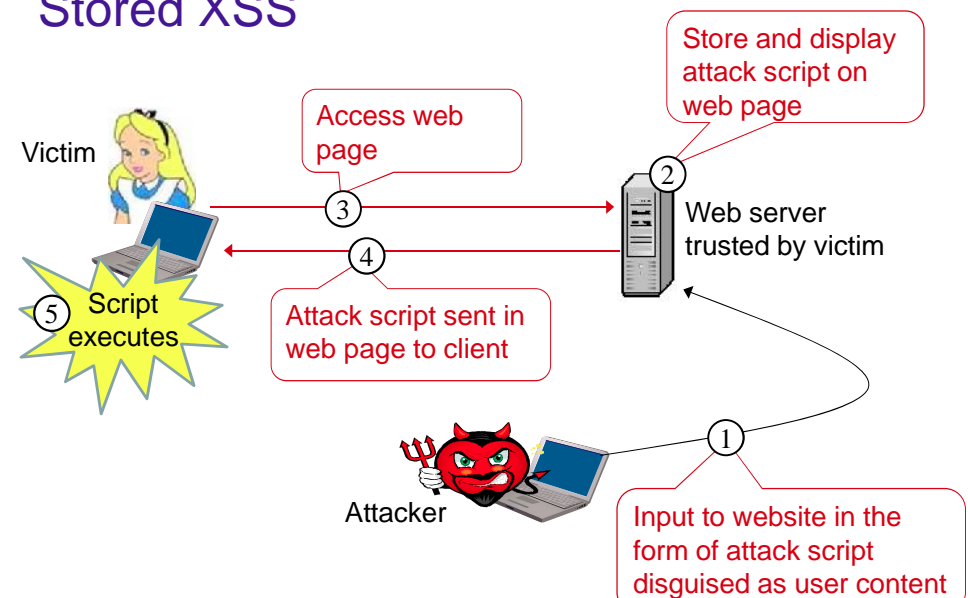 Stored XSS
Store and display
attack script on
web page
Access web
page
Victim
2
3
Web server
trusted by victim
4
5
Script
executes
Attack script sent in
web page to client
1
Attacker
Input to website in the
form of attack script
disguised as user content